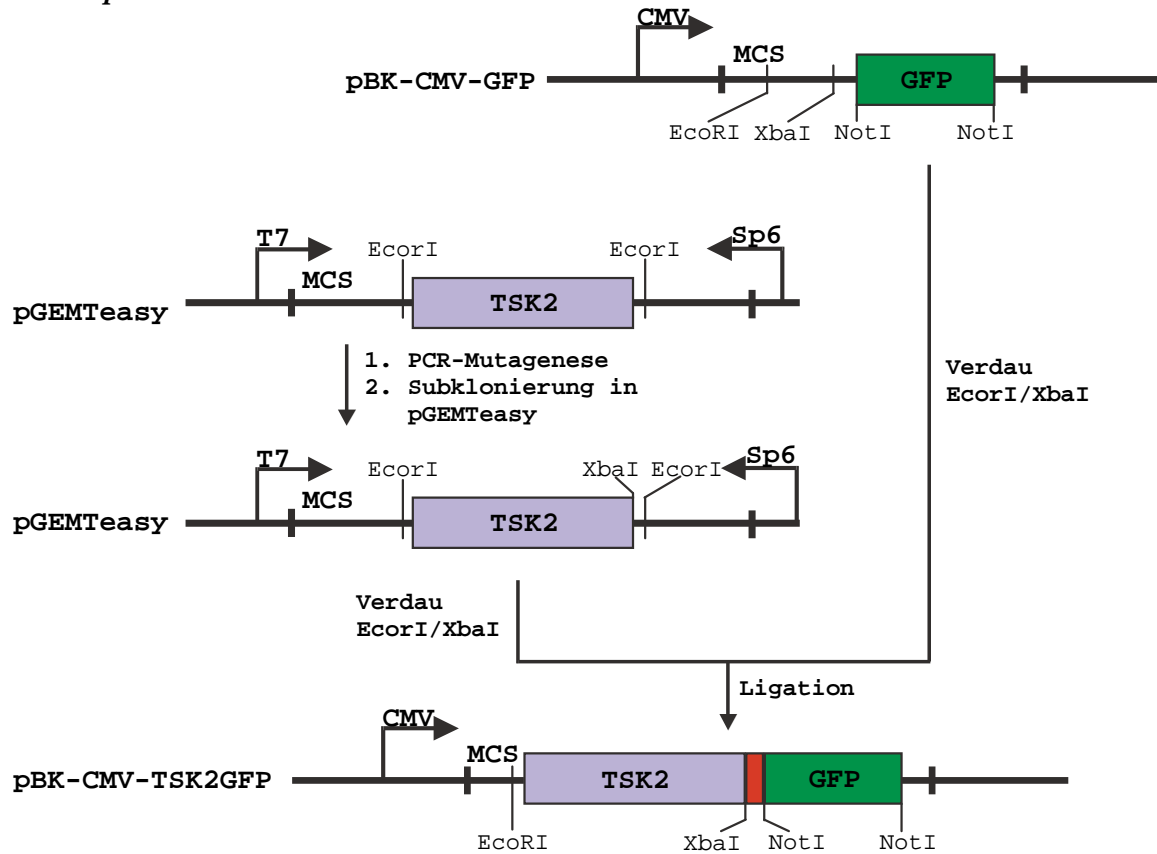 CMV
MCS
pBK-CMV-GFP
GFP
EcoRI XbaI NotI NotI
T7
Sp6
EcorI
EcorI
MCS
TSK2
pGEMTeasy
1. PCR-Mutagenese
2. Subklonierung in
pGEMTeasy
Verdau
EcorI/XbaI
T7
Sp6
EcorI
XbaI EcorI
MCS
TSK2
pGEMTeasy
Verdau
EcorI/XbaI
Ligation
CMV
MCS
pBK-CMV-TSK2GFP
TSK2
GFP
EcoRI XbaI NotI NotI